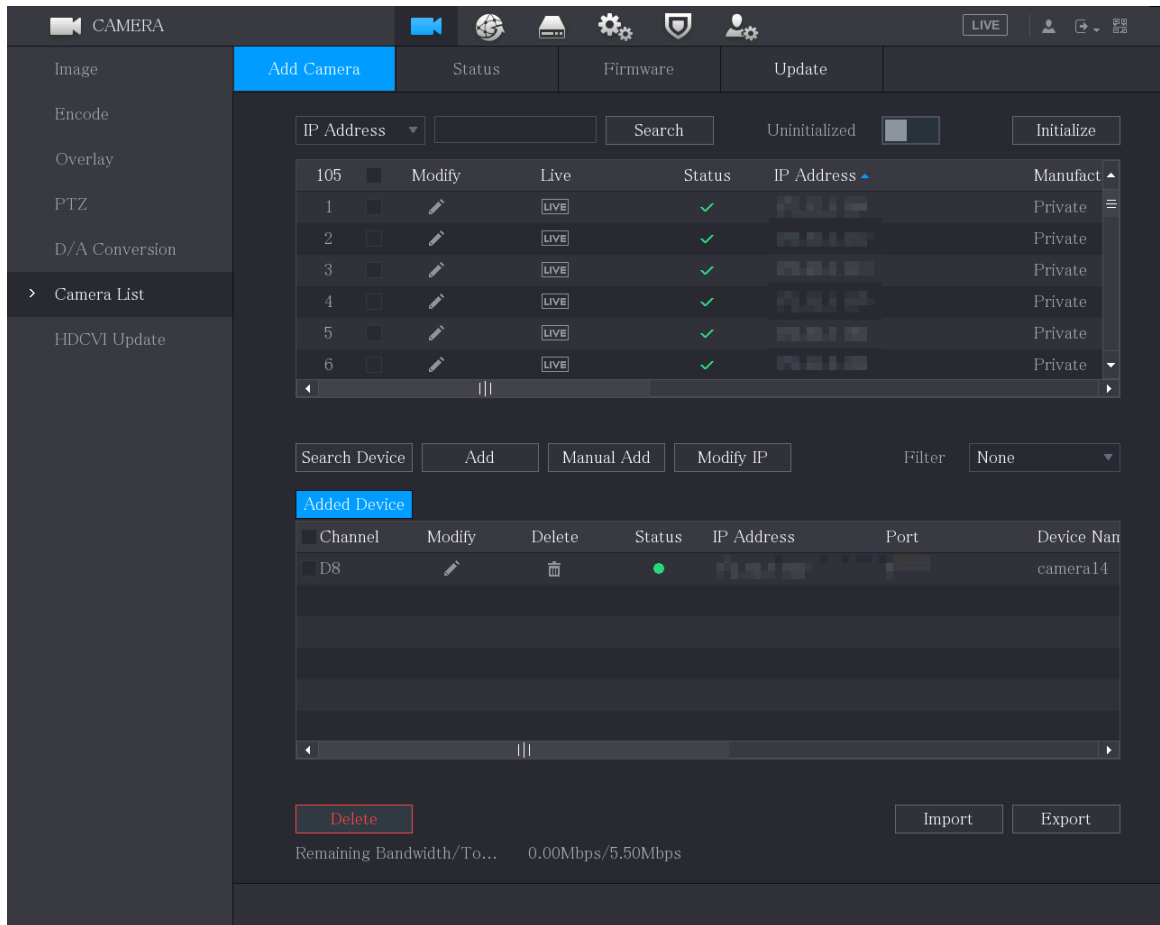 CAMERA LIVE
Image Add Camera Status Firmware Update
Encode
IP Address Search Uninitialized Initialize
Overlay
105 Modify Live Status IP Address Manufact
PTZ
1 LIVE Private
2 LIVE Private
D/A Conversion
3 LIVE Private
> Camera List
4 LIVE Private
5 LIVE Private
HDCVI Update
6 LIVE Private
Search Device Add Manual Add Modify IP Filter None
Added Device
Channel Modify Delete Status IP Address Port Device Nam
D8 camera14
Delete Import Export
Remaining Bandwidth/To... 0.00Mbps/5.50Mbps